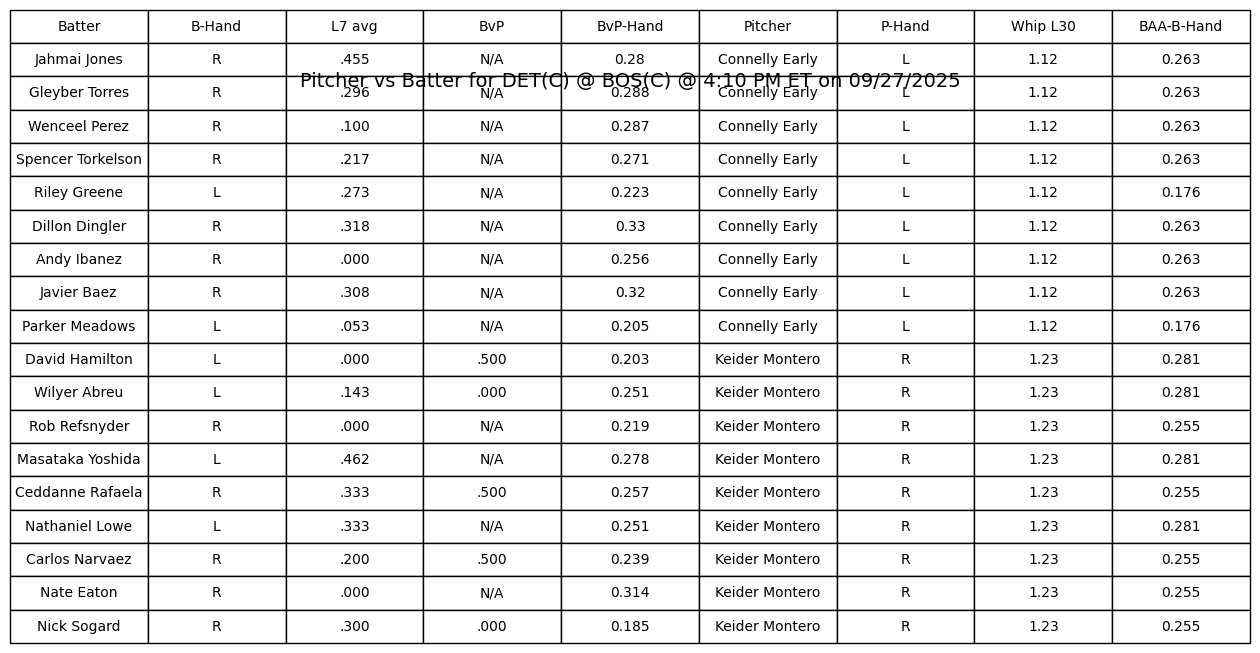 Batter B-Hand L7 avg BvP BvP-Hand Pitcher P-Hand Whip L30 BAA-B-Hand
Jahmai Jones R .455 N/A 0.28 Connelly Early L 1.12 0.263
Pitcher vs Batter for DET(C) @ BOS(C) @ 4:10 PM ET on 09/27/2025
Gleyber Torres R .296 N/A 0.288 Connelly Early L 1.12 0.263
Wenceel Perez R .100 N/A 0.287 Connelly Early L 1.12 0.263
Spencer Torkelson R .217 N/A 0.271 Connelly Early L 1.12 0.263
Riley Greene L .273 N/A 0.223 Connelly Early L 1.12 0.176
Dillon Dingler R .318 N/A 0.33 Connelly Early L 1.12 0.263
Andy Ibanez R .000 N/A 0.256 Connelly Early L 1.12 0.263
Javier Baez R .308 N/A 0.32 Connelly Early L 1.12 0.263
Parker Meadows L .053 N/A 0.205 Connelly Early L 1.12 0.176
David Hamilton L .000 .500 0.203 Keider Montero R 1.23 0.281
Wilyer Abreu L .143 .000 0.251 Keider Montero R 1.23 0.281
Rob Refsnyder R .000 N/A 0.219 Keider Montero R 1.23 0.255
Masataka Yoshida L .462 N/A 0.278 Keider Montero R 1.23 0.281
Ceddanne Rafaela R .333 .500 0.257 Keider Montero R 1.23 0.255
Nathaniel Lowe L .333 N/A 0.251 Keider Montero R 1.23 0.281
Carlos Narvaez R .200 .500 0.239 Keider Montero R 1.23 0.255
Nate Eaton R .000 N/A 0.314 Keider Montero R 1.23 0.255
Nick Sogard R .300 .000 0.185 Keider Montero R 1.23 0.255